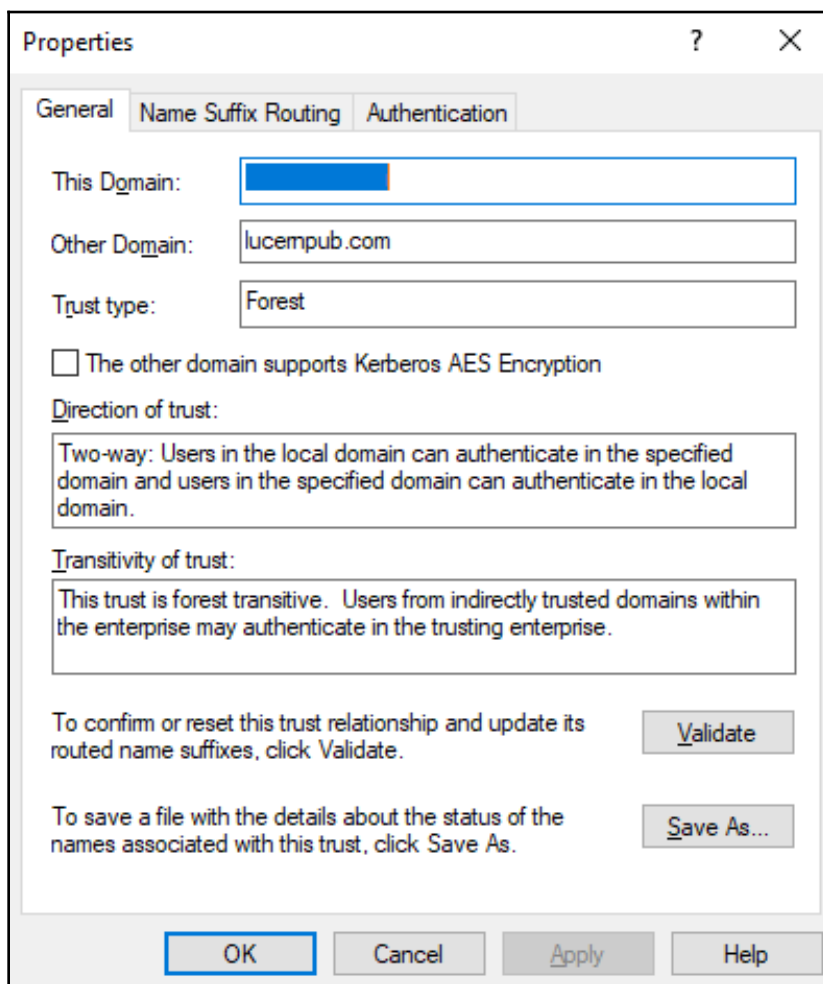 Properties
?
General
Name Suffix Routing
Authentication
This Domain:
Other Domain:
lucernpub.com
Trust type:
Forest
The other domain supports Kerberos AES Encryption
Direction of trust:
Two-way: Users in the local domain can authenticate in the specified
domain and users in the specified domain can authenticate in the local
domain.
Transitivity of trust:
This trust is forest transitive.  Users from indirectly trusted domains within
the enterprise may authenticate in the trusting enterprise.
To confirm or reset this trust relationship and update its
routed name suffixes, click Validate.
Validate
To save a file with the details about the status of the
names associated with this trust, click Save As.
Save As...
OK
Cancel
Apply
Help